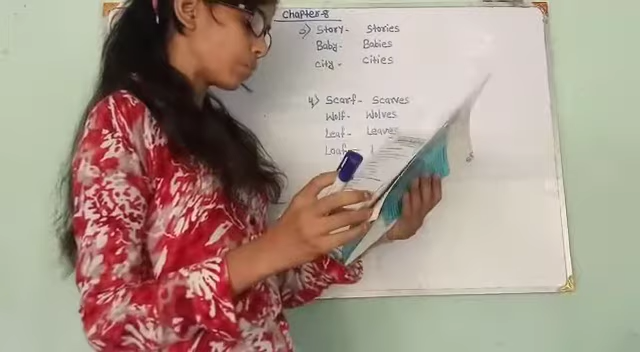 Chapter-8
3) Story - Stories
Baby - Babies
City - Cities
4) Scarf - Scarves
Wolf - Wolves
Leaf - Leaves
Loaf -